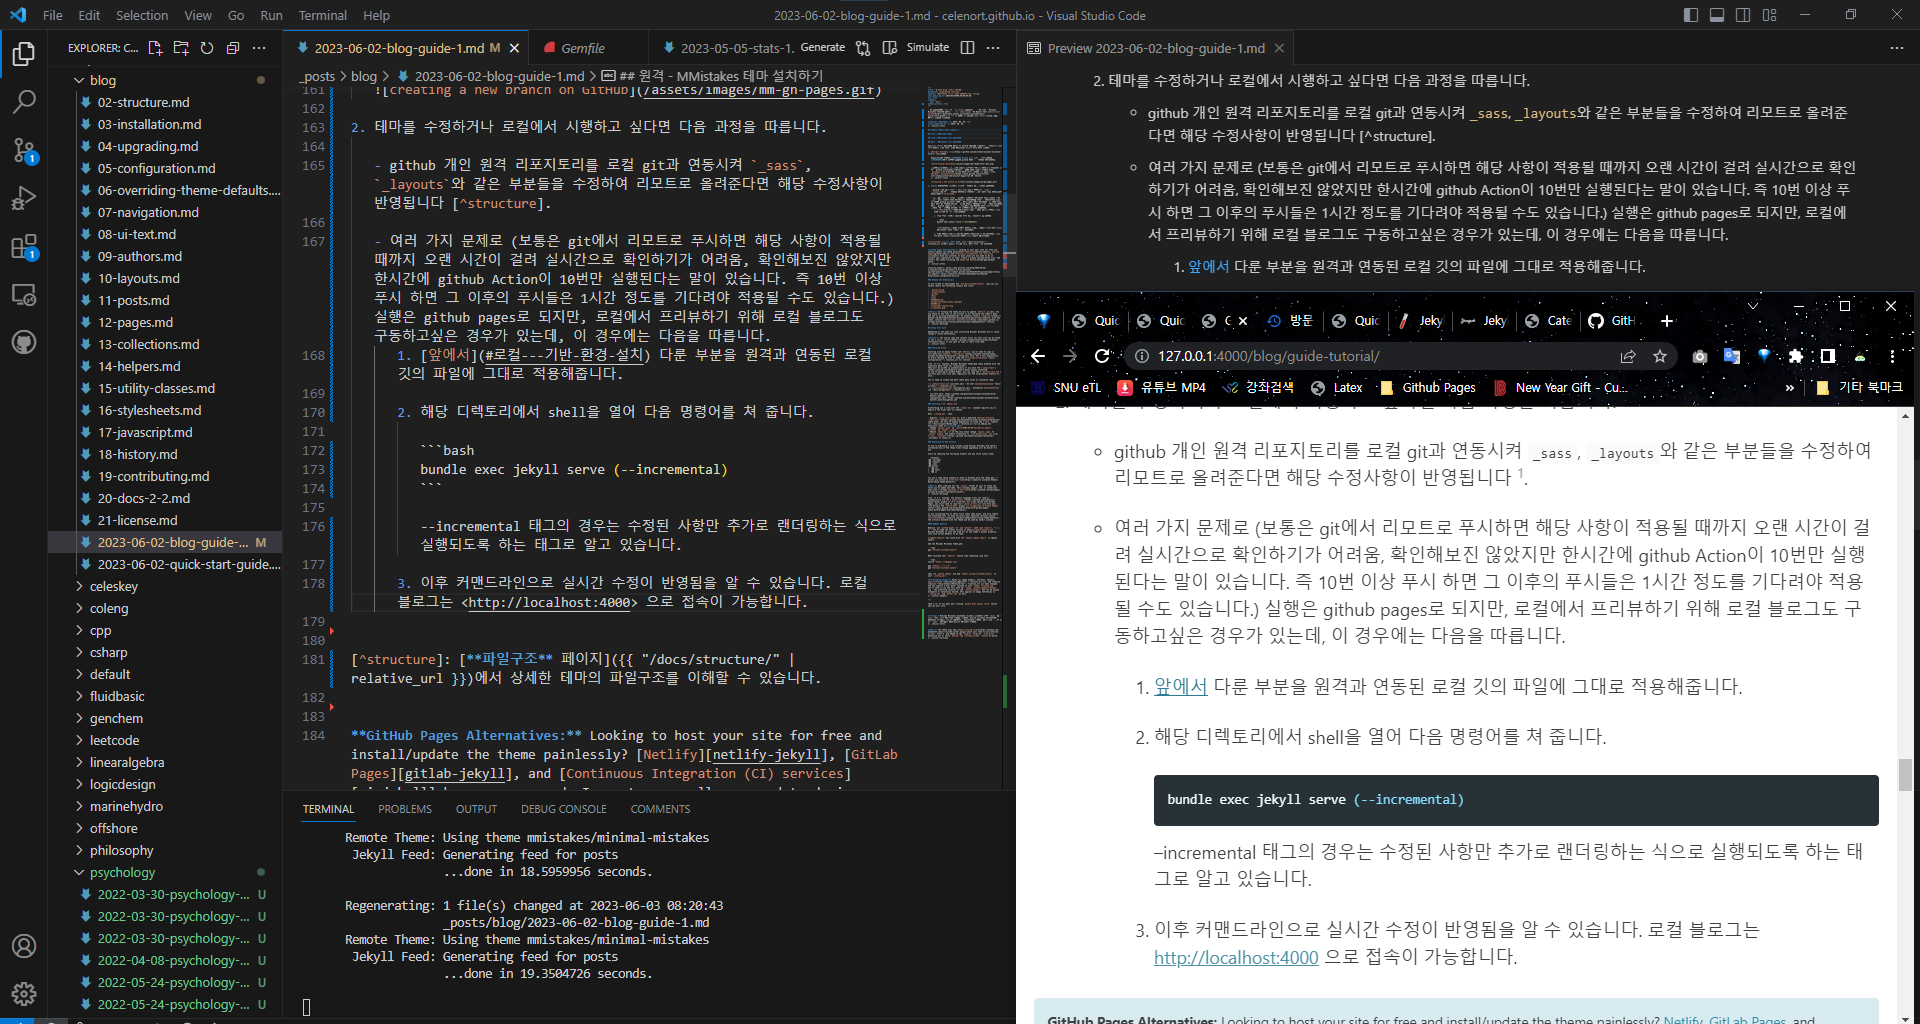 File Edit Selection View Go Run Terminal Help
2023-06-02-blog-guide-1.md - celenort.github.io - Visual Studio Code
EXPLORER: C...
blog
02-structure.md
03-installation.md
04-upgrading.md
05-configuration.md
06-overriding-theme-defaults....
07-navigation.md
08-ui-text.md
09-authors.md
10-layouts.md
11-posts.md
12-pages.md
13-collections.md
14-helpers.md
15-utility-classes.md
16-stylesheets.md
17-javascript.md
18-history.md
19-contributing.md
20-docs-2-2.md
21-license.md
2023-06-02-blog-guide-... M
2023-06-02-quick-start-guide....
celeskey
coleng
cpp
csharp
default
fluidbasic
genchem
leetcode
linearalgebra
logicdesign
marinehydro
offshore
philosophy
psychology
2022-03-30-psychology-... U
2022-03-30-psychology-... U
2022-03-30-psychology-... U
2022-04-08-psychology-... U
2022-05-24-psychology-... U
2022-05-24-psychology-... U
2023-06-02-blog-guide-1.md M
Gemfile
2023-05-05-stats-1.
Generate
Simulate
_posts > blog > 2023-06-02-blog-guide-1.md > ## 원격 - MMistakes 테마 설치하기
161 ![creating a new branch on GitHub](/assets/images/mm-gh-pages.gif)
162
163 2. 테마를 수정하거나 로컬에서 시행하고 싶다면 다음 과정을 따릅니다.
164
165 - github 개인 원격 리포지토리를 로컬 git과 연동시켜 `_sass`,
`_layouts`와 같은 부분들을 수정하여 리모트로 올려준다면 해당 수정사항이
반영됩니다 [^structure].
166
167 - 여러 가지 문제로 (보통은 git에서 리모트로 푸시하면 해당 사항이 적용될
때까지 오랜 시간이 걸려 실시간으로 확인하기가 어려움, 확인해보진 않았지만
한시간에 github Action이 10번만 실행된다는 말이 있습니다. 즉 10번 이상
푸시 하면 그 이후의 푸시들은 1시간 정도를 기다려야 적용될 수도 있습니다.)
실행은 github pages로 되지만, 로컬에서 프리뷰하기 위해 로컬 블로그도
구동하고싶은 경우가 있는데, 이 경우에는 다음을 따릅니다.
168 1. [앞에서](#로컬---기반-환경-설치) 다룬 부분을 원격과 연동된 로컬
깃의 파일에 그대로 적용해줍니다.
169
170 2. 해당 디렉토리에서 shell을 열어 다음 명령어를 쳐 줍니다.
171
172 ```bash
173 bundle exec jekyll serve (--incremental)
174 ```
175
176 --incremental 태그의 경우는 수정된 사항만 추가로 랜더링하는 식으로
실행되도록 하는 태그로 알고 있습니다.
177
178 3. 이후 커맨드라인으로 실시간 수정이 반영됨을 알 수 있습니다. 로컬
블로그는 <http://localhost:4000> 으로 접속이 가능합니다.
179
180
181 [^structure]: [**파일구조** 페이지]({{ "/docs/structure/" |
relative_url }})에서 상세한 테마의 파일구조를 이해할 수 있습니다.
182
183
184 **GitHub Pages Alternatives:** Looking to host your site for free and
install/update the theme painlessly? [Netlify][netlify-jekyll], [GitLab
Pages][gitlab-jekyll], and [Continuous Integration (CI) services]
TERMINAL PROBLEMS OUTPUT DEBUG CONSOLE COMMENTS
Remote Theme: Using theme mmistakes/minimal-mistakes
Jekyll Feed: Generating feed for posts
...done in 18.5959956 seconds.
Regenerating: 1 file(s) changed at 2023-06-03 08:20:43
_posts/blog/2023-06-02-blog-guide-1.md
Remote Theme: Using theme mmistakes/minimal-mistakes
Jekyll Feed: Generating feed for posts
...done in 19.3504726 seconds.
Preview 2023-06-02-blog-guide-1.md
2. 테마를 수정하거나 로컬에서 시행하고 싶다면 다음 과정을 따릅니다.
github 개인 원격 리포지토리를 로컬 git과 연동시켜 _sass, _layouts와 같은 부분들을 수정하여 리모트로 올려준
다면 해당 수정사항이 반영됩니다 [^structure].
여러 가지 문제로 (보통은 git에서 리모트로 푸시하면 해당 사항이 적용될 때까지 오랜 시간이 걸려 실시간으로 확인
하기가 어려움, 확인해보진 않았지만 한시간에 github Action이 10번만 실행된다는 말이 있습니다. 즉 10번 이상 푸
시 하면 그 이후의 푸시들은 1시간 정도를 기다려야 적용될 수도 있습니다.) 실행은 github pages로 되지만, 로컬에
서 프리뷰하기 위해 로컬 블로그도 구동하고싶은 경우가 있는데, 이 경우에는 다음을 따릅니다.
1. 앞에서 다룬 부분을 원격과 연동된 로컬 깃의 파일에 그대로 적용해줍니다.
Quic Quic G 방문 Quic Jeky Jeky Cate GitH
127.0.0.1:4000/blog/guide-tutorial/
SNU eTL 유튜브 MP4 강좌검색 Latex Github Pages New Year Gift - Cu... » 기타 북마크
github 개인 원격 리포지토리를 로컬 git과 연동시켜 _sass , _layouts 와 같은 부분들을 수정하여
리모트로 올려준다면 해당 수정사항이 반영됩니다 1.
여러 가지 문제로 (보통은 git에서 리모트로 푸시하면 해당 사항이 적용될 때까지 오랜 시간이 걸
려 실시간으로 확인하기가 어려움, 확인해보진 않았지만 한시간에 github Action이 10번만 실행
된다는 말이 있습니다. 즉 10번 이상 푸시 하면 그 이후의 푸시들은 1시간 정도를 기다려야 적용
될 수도 있습니다.) 실행은 github pages로 되지만, 로컬에서 프리뷰하기 위해 로컬 블로그도 구
동하고싶은 경우가 있는데, 이 경우에는 다음을 따릅니다.
1. 앞에서 다룬 부분을 원격과 연동된 로컬 깃의 파일에 그대로 적용해줍니다.
2. 해당 디렉토리에서 shell을 열어 다음 명령어를 쳐 줍니다.
bundle exec jekyll serve (--incremental)
–incremental 태그의 경우는 수정된 사항만 추가로 랜더링하는 식으로 실행되도록 하는 태
그로 알고 있습니다.
3. 이후 커맨드라인으로 실시간 수정이 반영됨을 알 수 있습니다. 로컬 블로그는
http://localhost:4000 으로 접속이 가능합니다.
GitHub Pages Alternatives: Looking to host your site for free and install/update the theme painlessly? Netlify, GitLab Pages, and